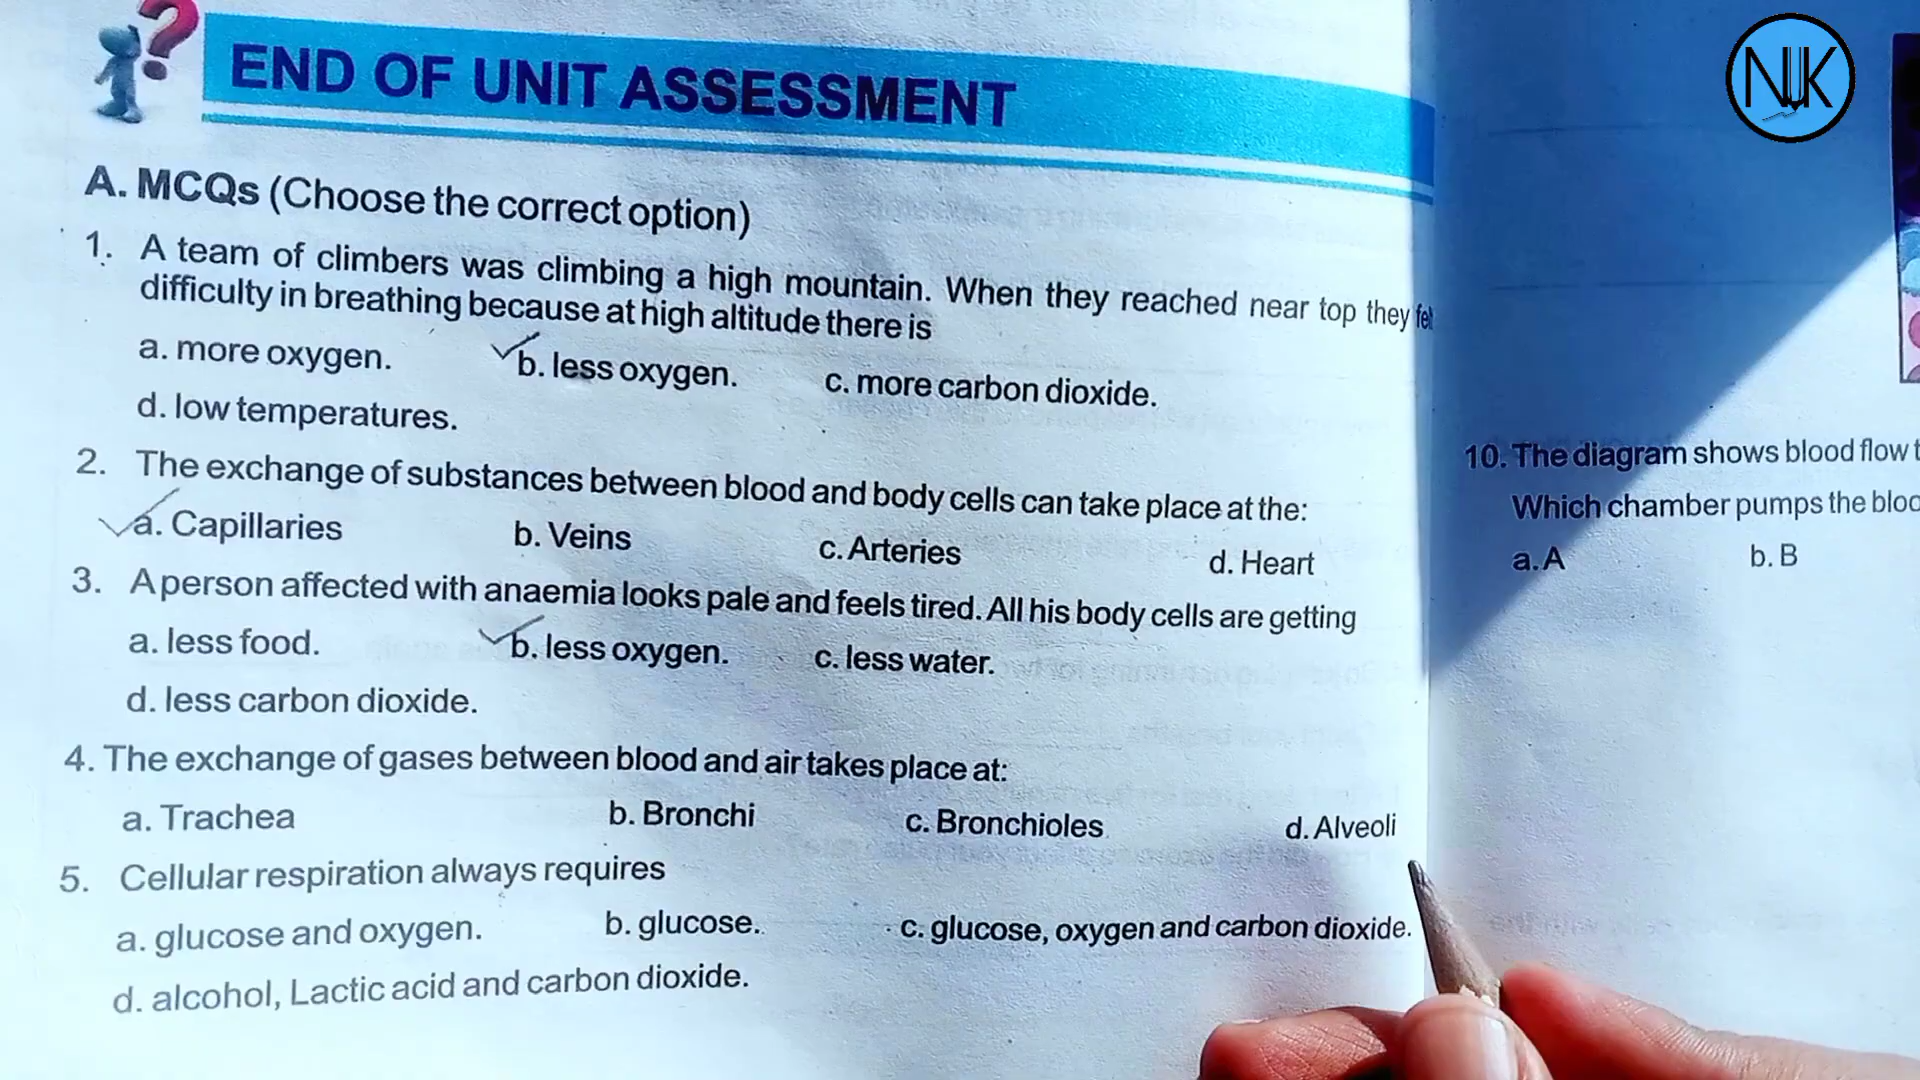 END OF UNIT ASSESSMENT
NUK
A. MCQs (Choose the correct option)
1. A team of climbers was climbing a high mountain. When they reached near top they
difficulty in breathing because at high altitude there is
a. more oxygen. b. less oxygen. c. more carbon dioxide.
d. low temperatures.
2. The exchange of substances between blood and body cells can take place at the:
a. Capillaries b. Veins c. Arteries d. Heart
3. A person affected with anaemia looks pale and feels tired. All his body cells are getting
a. less food. b. less oxygen. c. less water.
d. less carbon dioxide.
4. The exchange of gases between blood and air takes place at:
a. Trachea b. Bronchi c. Bronchioles d. Alveoli
5. Cellular respiration always requires
a. glucose and oxygen. b. glucose. c. glucose, oxygen and carbon dioxide.
d. alcohol, Lactic acid and carbon dioxide.
10. The diagram shows blood flow
Which chamber pumps the
a. A b. B